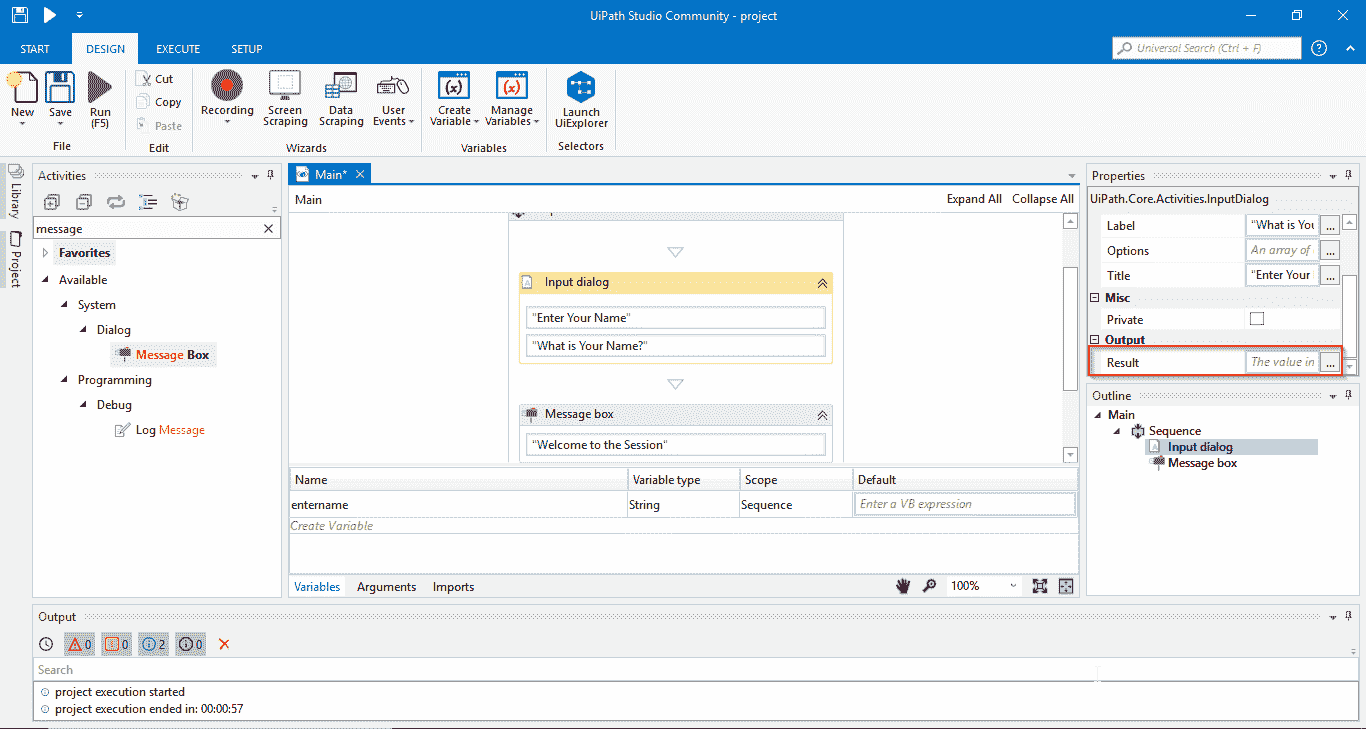 UiPath Studio Community - project
START DESIGN EXECUTE SETUP
Universal Search (Ctrl + F)
New
Save
Run
(F5)
File
Cut
Copy
Paste
Edit
Recording
Screen
Scraping
Data
Scraping
User
Events
Wizards
Create
Variable
Manage
Variables
Variables
Launch
UiExplorer
Selectors
Library
Project
Activities
message
Favorites
Available
System
Dialog
Message Box
Programming
Debug
Log Message
Main*
Main
Expand All Collapse All
Input dialog
"Enter Your Name"
"What is Your Name?"
Message box
"Welcome to the Session"
Name Variable type Scope Default
entername String Sequence Enter a VB expression
Create Variable
Variables Arguments Imports
100%
Properties
UiPath.Core.Activities.InputDialog
Label "What is You ...
Options An array of ...
Title "Enter Your ...
Misc
Private
Output
Result The value in ...
Outline
Main
Sequence
Input dialog
Message box
Output
0 0 2 0
Search
project execution started
project execution ended in: 00:00:57